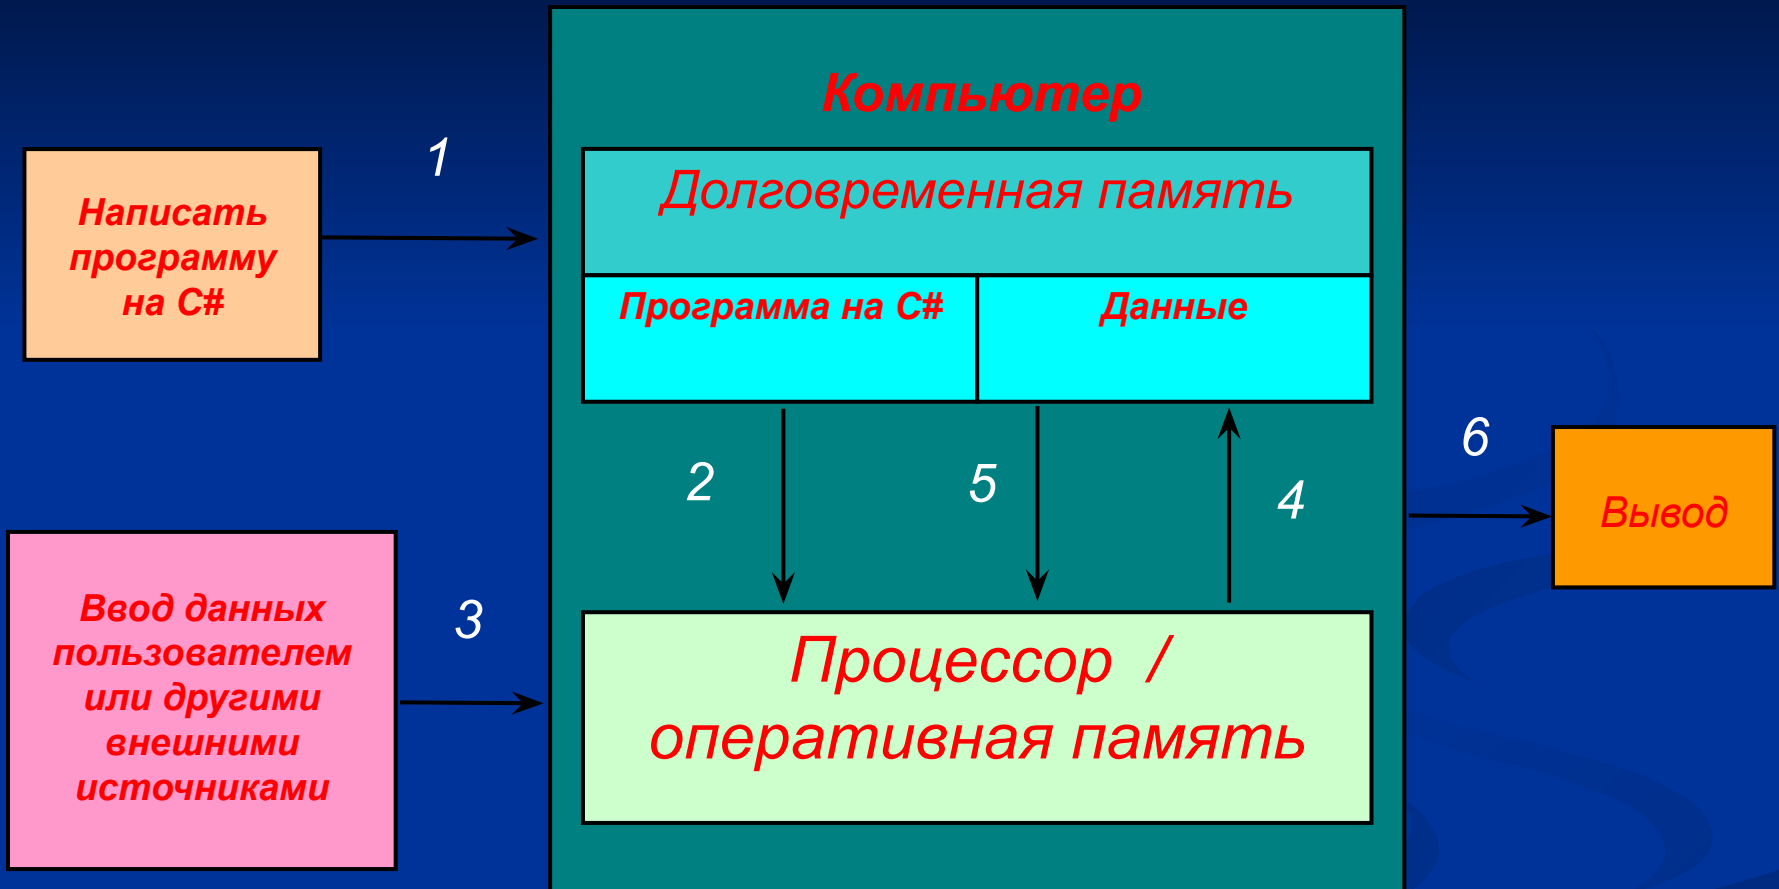 Компьютер
1
Написать
программу
на C#
Долговременная память
Программа на C#
Данные
2
5
4
6
Вывод
3
Ввод данных
пользователем
или другими
внешними
источниками
Процессор /
оперативная память